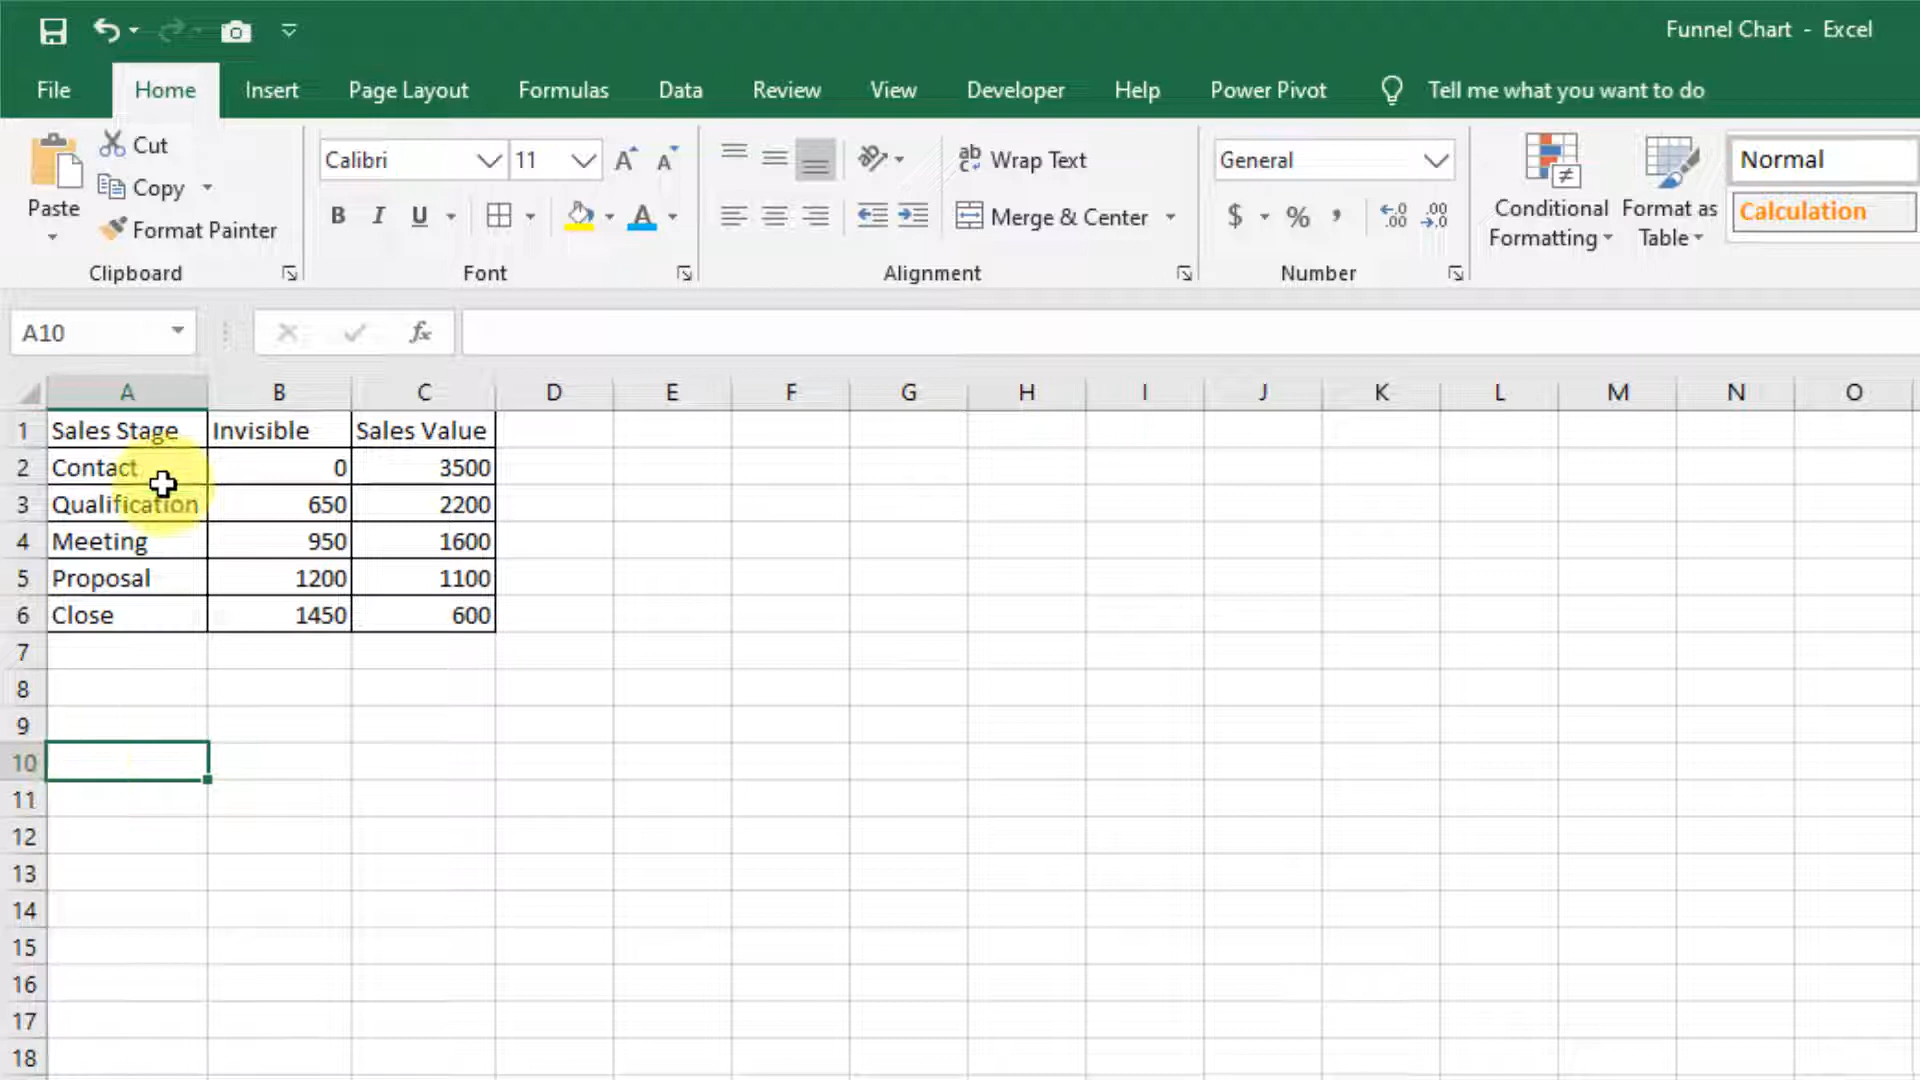 Funnel Chart - Excel
File Home Insert Page Layout Formulas Data Review View Developer Help Power Pivot Tell me what you want to do
Paste
Cut
Copy
Format Painter
Clipboard
Calibri 11
B I U
Font
Wrap Text
Merge & Center
Alignment
General
$ % ,
Number
Conditional Formatting
Format as Table
Normal
Calculation
A10
fx
A B C D E F G H I J K L M N O
1 Sales Stage Invisible Sales Value
2 Contact 0 3500
3 Qualification 650 2200
4 Meeting 950 1600
5 Proposal 1200 1100
6 Close 1450 600
7
8
9
10
11
12
13
14
15
16
17
18